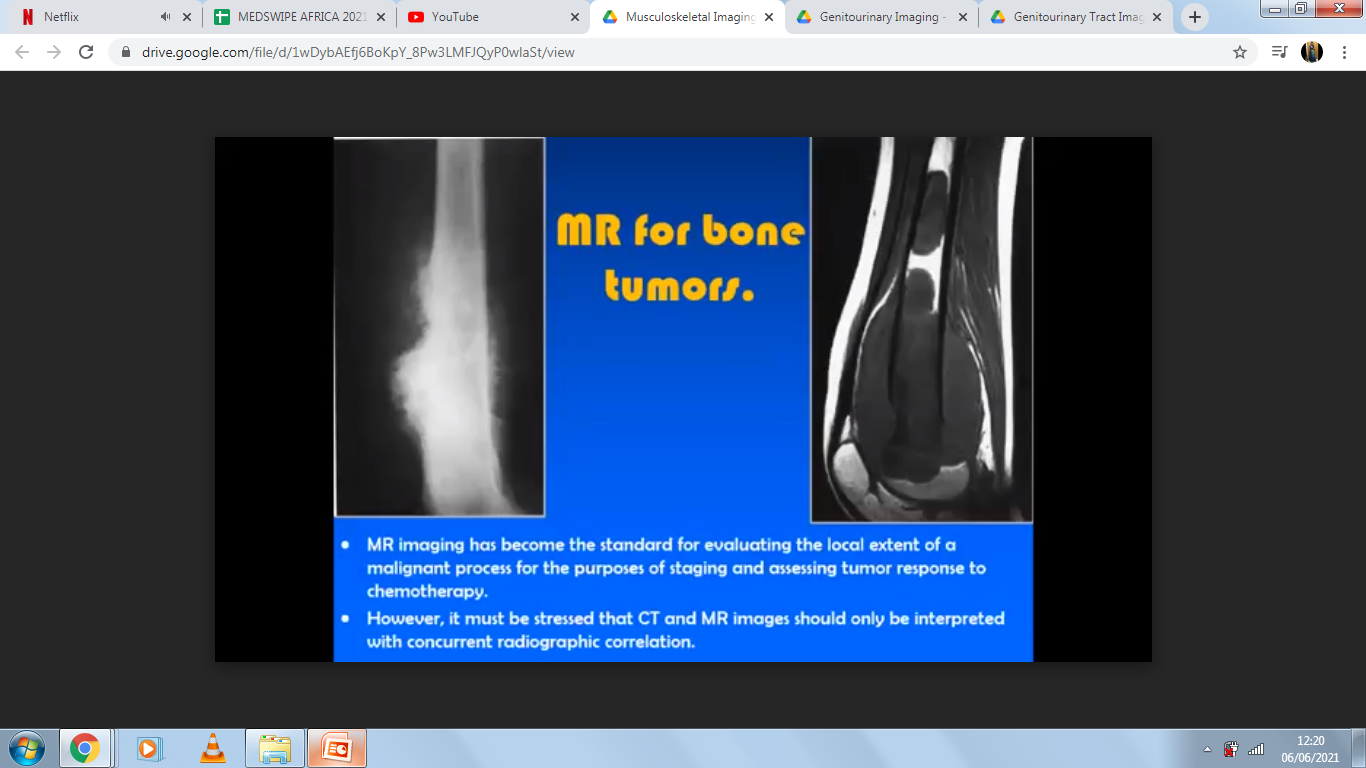 Netflix
MEDSWIPE AFRICA 2021
YouTube
Musculoskeletal Imaging
Genitourinary Imaging -
Genitourinary Tract Imag
drive.google.com/file/d/1wDybAEfj6BoKpY_8Pw3LMFJQyP0wlaSt/view
MR for bone
tumors.
• MR imaging has become the standard for evaluating the local extent of a
malignant process for the purposes of staging and assessing tumor response to
chemotherapy.
• However, it must be stressed that CT and MR images should only be interpreted
with concurrent radiographic correlation.
12:20
06/06/2021